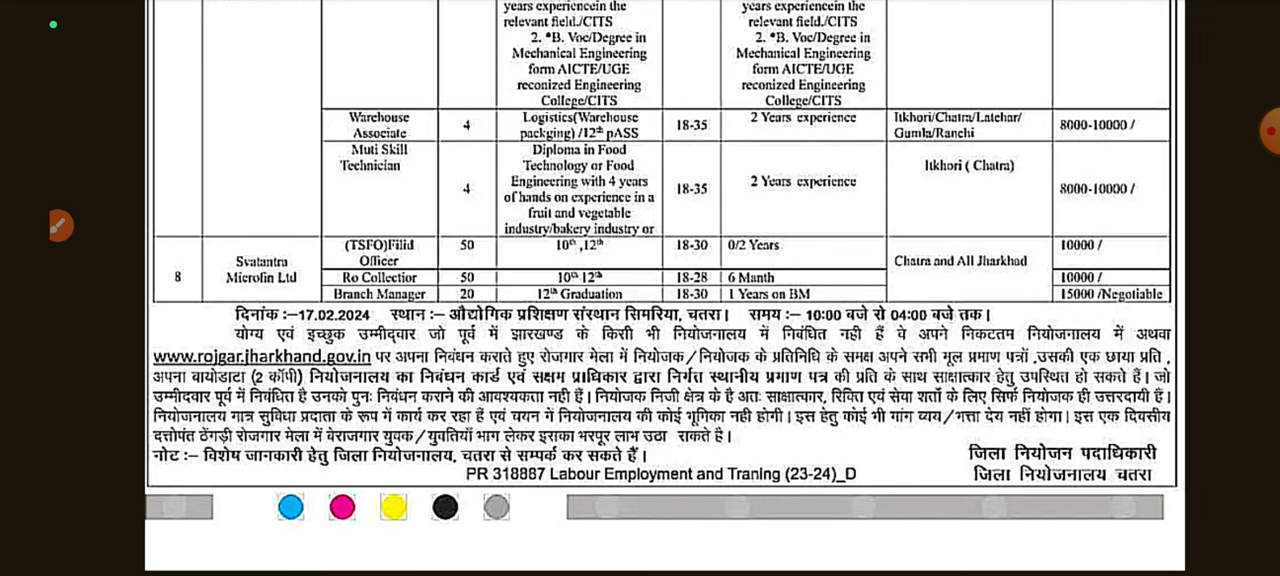 years experiencein the years experiencein the
relevant field./CITS relevant field./CITS
2. *B. Voc/Degree in 2. *B. Voc/Degree in
Mechanical Engineering Mechanical Engineering
form AICTE/UGE form AICTE/UGE
reconized Engineering reconized Engineering
College/CITS College/CITS
Warehouse Associate 4 Logistics(Warehouse packging) /12th pASS 18-35 2 Years experience Itkhori/Chatra/Latehar/ Gumla/Ranchi 8000-10000 /
Muti Skill Technician 4 Diploma in Food Technology or Food Engineering with 4 years of hands on experience in a fruit and vegetable industry/bakery industry or 18-35 2 Years experience Itkhori ( Chatra) 8000-10000 /
8 Svatantra Microfin Ltd (TSFO)Filid Officer 50 10th ,12th 18-30 0/2 Years Chatra and All Jharkhad 10000 /
Ro Collectior 50 10th 12th 18-28 6 Manth 10000 /
Branch Manager 20 12th Graduation 18-30 1 Years on BM 15000 /Negotiable
दिनांक :–17.02.2024 स्थान :– औद्योगिक प्रशिक्षण संस्थान सिमरिया, चतरा। समय :– 10:00 बजे से 04:00 बजे तक।
योग्य एवं इच्छुक उम्मीदवार जो पूर्व में झारखण्ड के किसी भी नियोजनालय में निबंधित नही हैं वे अपने निकटतम नियोजनालय में अथवा
www.rojgar.jharkhand.gov.in पर अपना निबंधन कराते हुए रोजगार मेला में नियोजक/नियोजक के प्रतिनिधि के समक्ष अपने सभी मूल प्रमाण पत्रों ,उसकी एक छाया प्रति ,
अपना बायोडाटा (2 कॉपी) नियोजनालय का निबंधन कार्ड एवं सक्षम प्राधिकार द्वारा निर्गत स्थानीय प्रमाण पत्र की प्रति के साथ साक्षात्कार हेतु उपस्थित हो सकते हैं। जो
उम्मीदवार पूर्व में निबंधित है उनको पुनः निबंधन कराने की आवश्यकता नही हैं। नियोजक निजी क्षेत्र के है अतः साक्षात्कार, रिक्ति एवं सेवा शर्तो के लिए सिर्फ नियोजक ही उत्तरदायी हैं।
नियोजनालय मात्र सुविधा प्रदाता के रूप में कार्य कर रहा हैं एवं चयन में नियोजनालय की कोई भूमिका नही होगी। इस हेतु कोई भी मांग व्यय/भत्ता देय नहीं होगा। इस एक दिवसीय
दत्तोपंत ठेंगड़ी रोजगार मेला में बेराजगार युवक/युवतियाँ भाग लेकर इसका भरपूर लाभ उठा सकते है।
नोट :– विशेष जानकारी हेतु जिला नियोजनालय, चतरा से सम्पर्क कर सकते हैं।
जिला नियोजन पदाधिकारी
जिला नियोजनालय चतरा
PR 318887 Labour Employment and Traning (23-24)_D